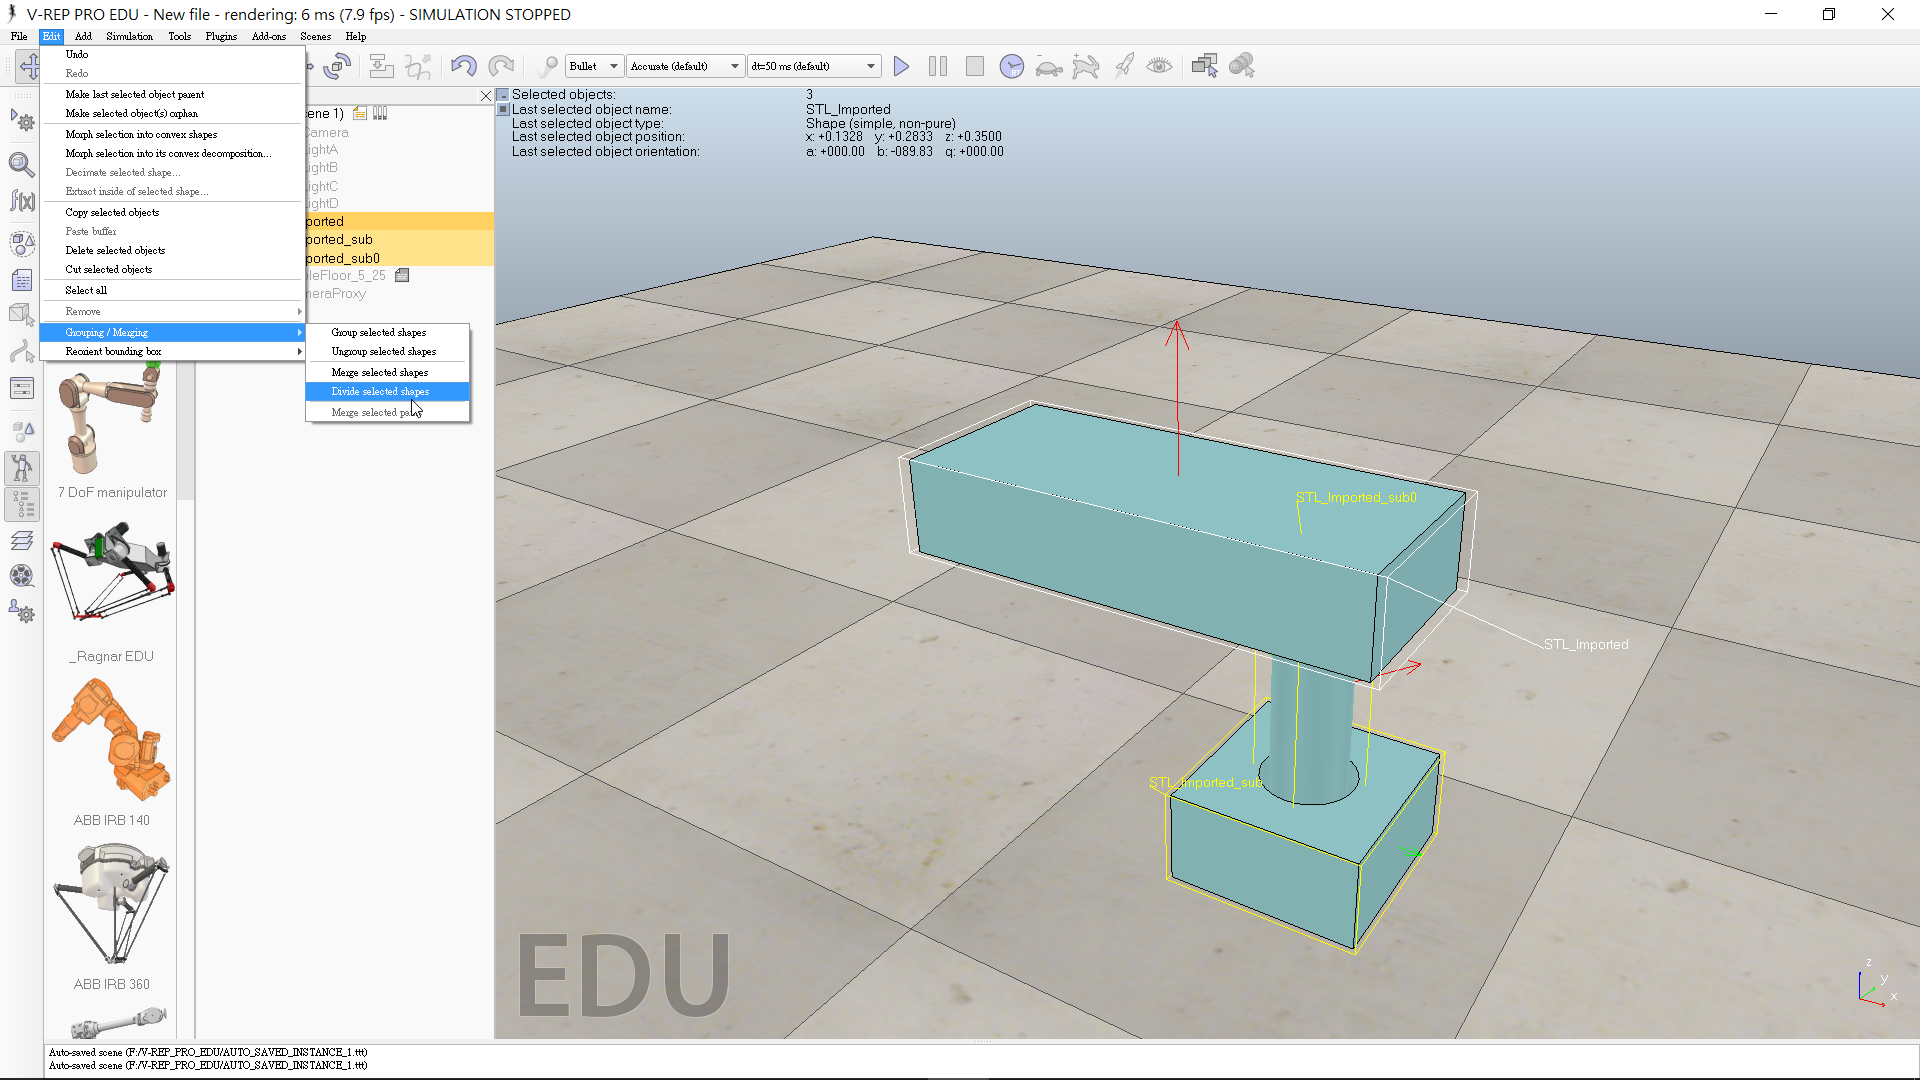 V-REP PRO EDU - New file - rendering: 6 ms (7.9 fps) - SIMULATION STOPPED
File Edit Add Simulation Tools Plugins Add-ons Scenes Help
Undo
Redo
Make last selected object parent
Make selected object(s) orphan
Morph selection into convex shapes
Morph selection into its convex decomposition...
Decimate selected shape...
Extract inside of selected shape...
Copy selected objects
Paste buffer
Delete selected objects
Cut selected objects
Select all
Remove
Grouping / Merging
Reorient bounding box
Group selected shapes
Ungroup selected shapes
Merge selected shapes
Divide selected shapes
Merge selected
Bullet
Accurate (default)
dt=50 ms (default)
f(x)
ene 1)
amera
ightA
ightB
ightC
ightD
ported
ported_sub
ported_sub0
leFloor_5_25
neraProxy
Selected objects: 3
Last selected object name: STL_Imported
Last selected object type: Shape (simple, non-pure)
Last selected object position: x: +0.1328 y: +0.2833 z: +0.3500
Last selected object orientation: a: +000.00 b: -089.83 g: +000.00
STL_Imported_sub0
STL_Imported
STL_Imported_sub
7 DoF manipulator
_Ragnar EDU
ABB IRB 140
ABB IRB 360
EDU
z
y
x
Auto-saved scene (F:/V-REP_PRO_EDU/AUTO_SAVED_INSTANCE_1.ttt)
Auto-saved scene (F:/V-REP_PRO_EDU/AUTO_SAVED_INSTANCE_1.ttt)